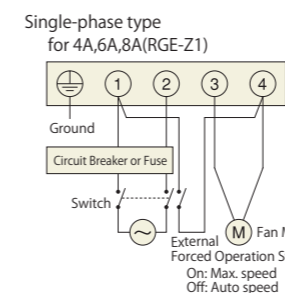 Single-phase type
for 4A,6A,8A(RGE-Z1)
1 2 3 4
Ground
Circuit Breaker or Fuse
Switch
M Fan
External
Forced Operation
On: Max. speed
Off: Auto speed